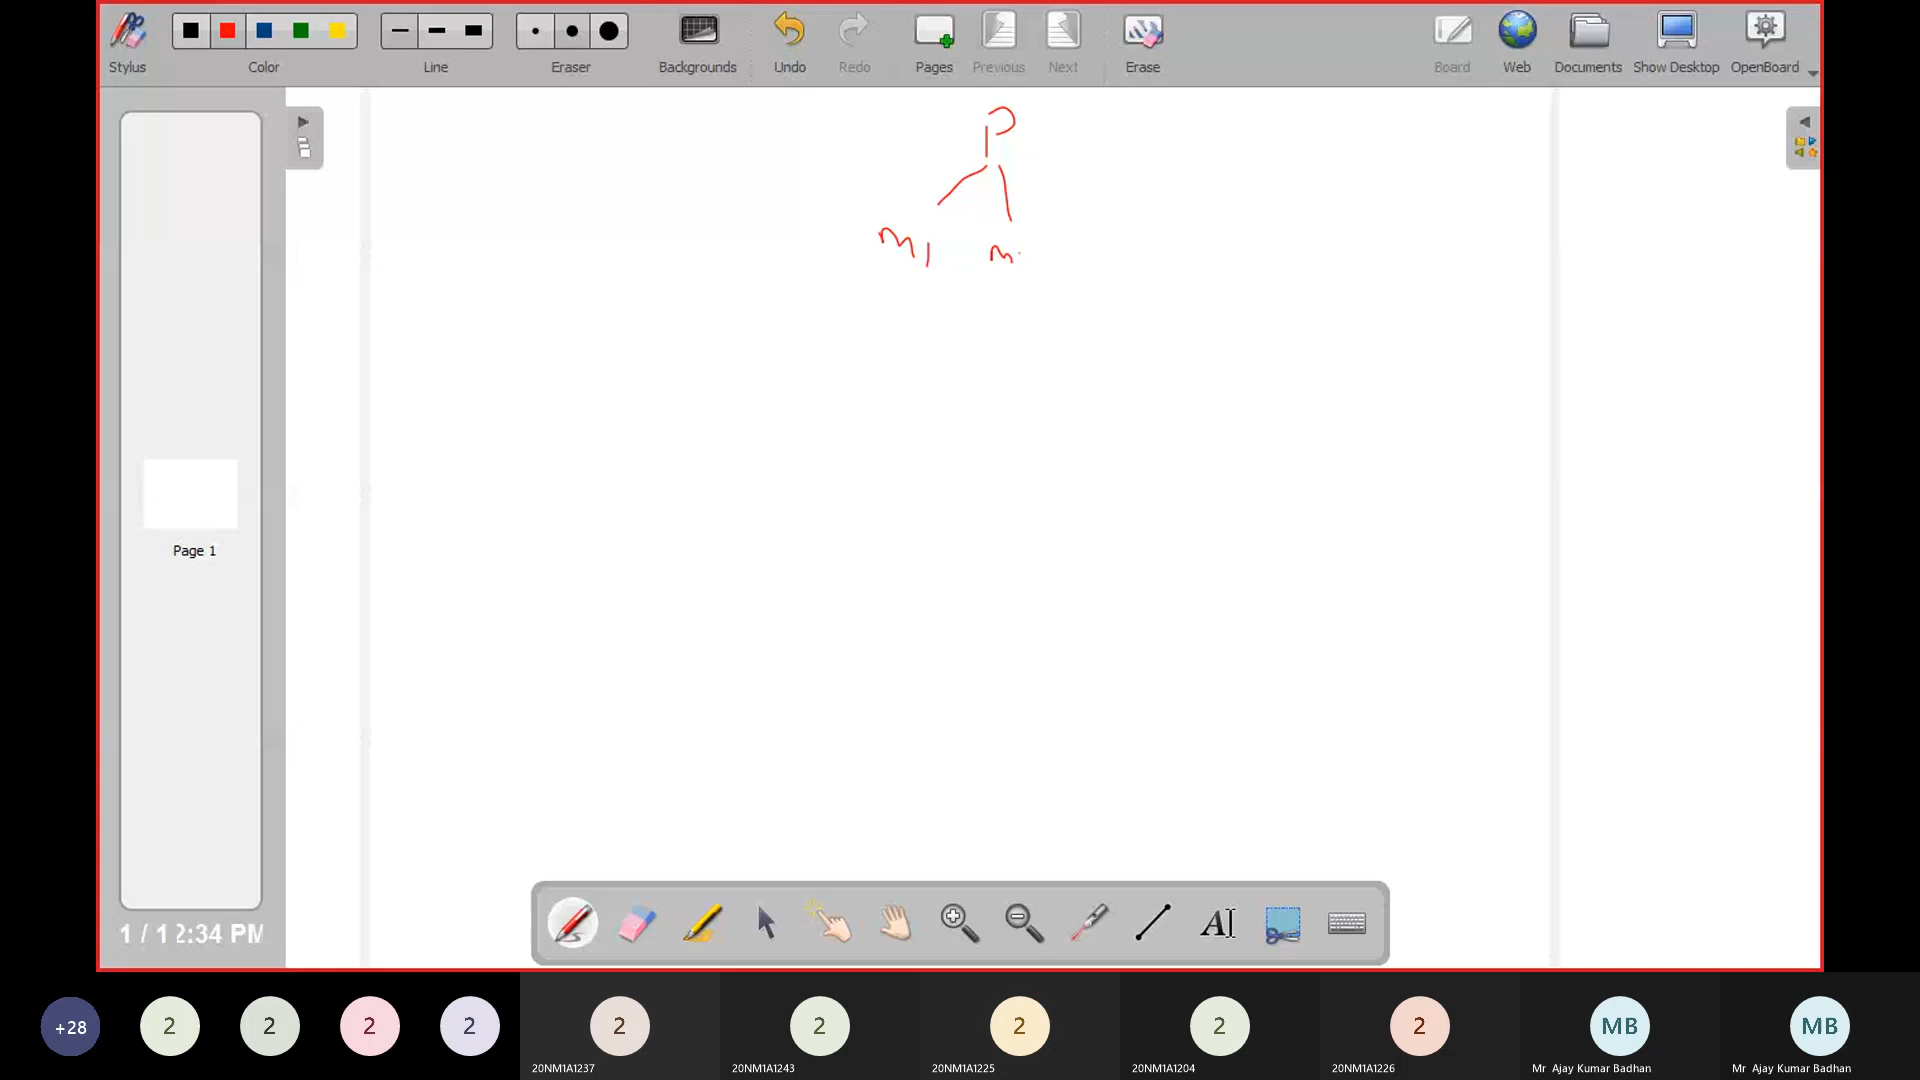 Stylus Color Line Eraser Backgrounds Undo Redo Pages Previous Next Erase Board Web Documents Show Desktop OpenBoard
P
m1 m
Page 1
1 / 1 2:34 PM
AI
+28 2 2 2 2 2 2 2 2 2 MB MB
20NM1A1237 20NM1A1243 20NM1A1225 20NM1A1204 20NM1A1226 Mr Ajay Kumar Badhan Mr Ajay Kumar Badhan